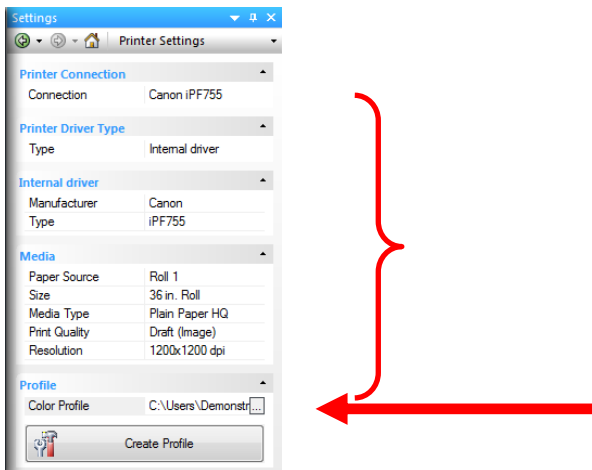 Settings
Printer Settings
Printer Connection
Connection Canon iPF755
Printer Driver Type
Type Internal driver
Internal driver
Manufacturer Canon
Type iPF755
Media
Paper Source Roll 1
Size 36 in. Roll
Media Type Plain Paper HQ
Print Quality Draft (Image)
Resolution 1200x1200 dpi
Profile
Color Profile C:\Users\Demonstr ...
Create Profile